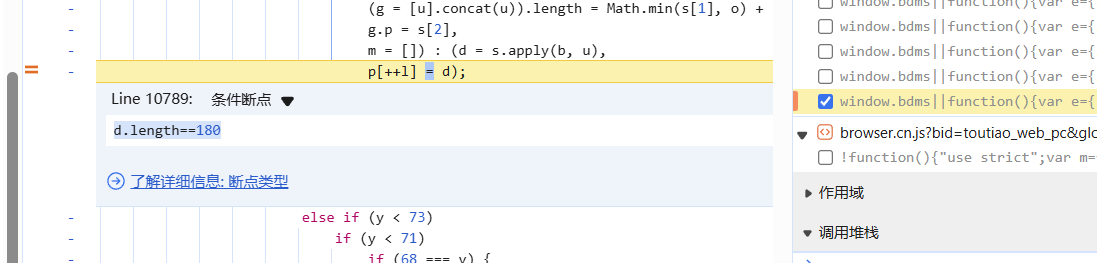 (g = [u].concat(u)).length = Math.min(s[1], o) +
g.p = s[2],
m = []) : (d = s.apply(b, u),
p[++l] = d);
Line 10789: 条件断点
d.length==180
了解详细信息: 断点类型
else if (y < 73)
if (y < 71)
if (68 === y) {
window.bdms||function(){var e={
window.bdms||function(){var e={
window.bdms||function(){var e={
window.bdms||function(){var e={
window.bdms||function(){var e={
browser.cn.js?bid=toutiao_web_pc&glo
!function(){"use strict";var m=
作用域
调用堆栈